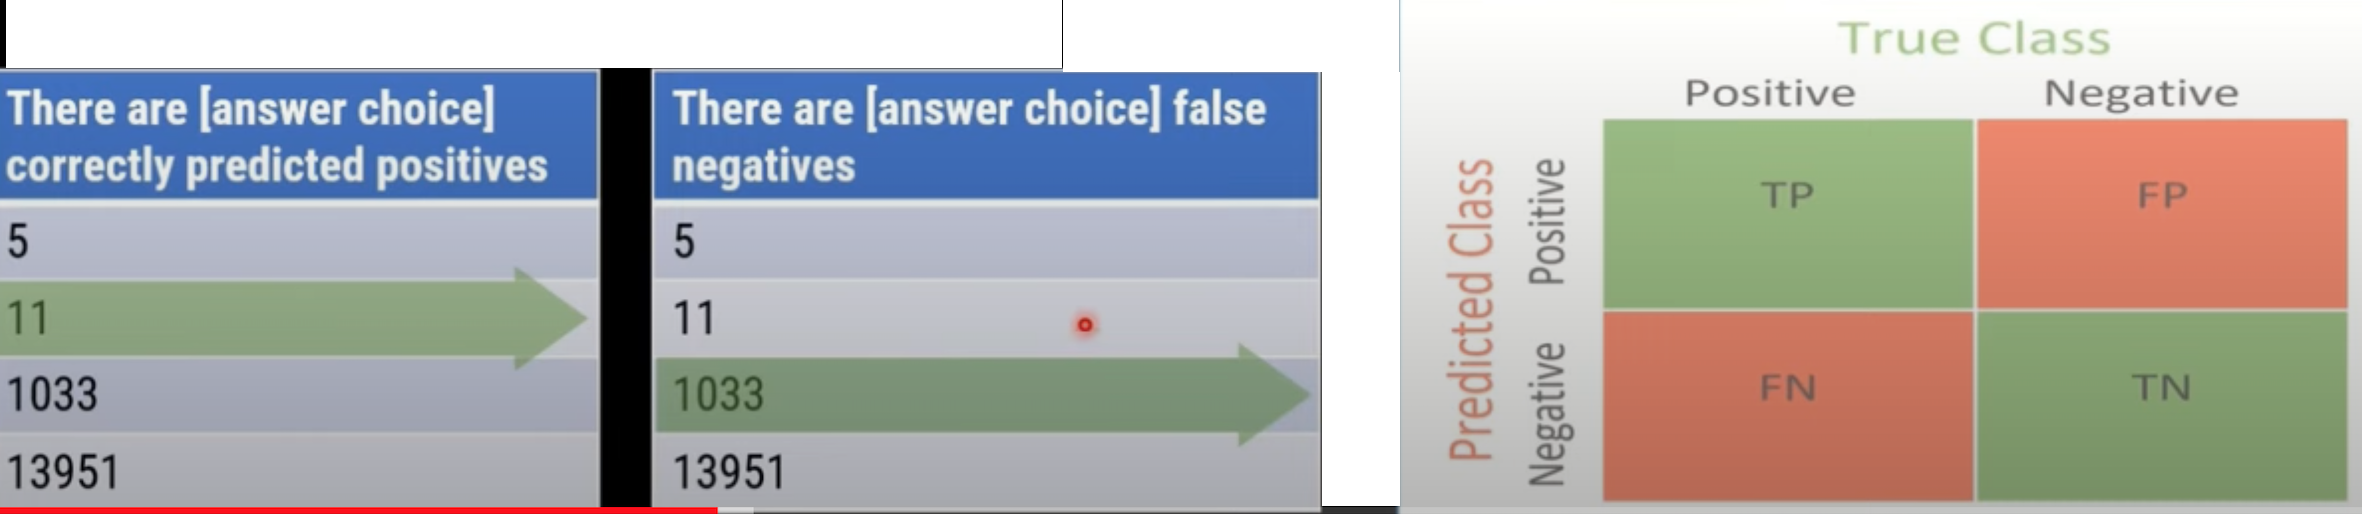 There are [answer choice]
correctly predicted positives
5
11
1033
13951
There are [answer choice] false
negatives
5
11
1033
13951
True Class
Positive
Negative
Predicted Class
Positive
Negative
TP
FP
FN
TN